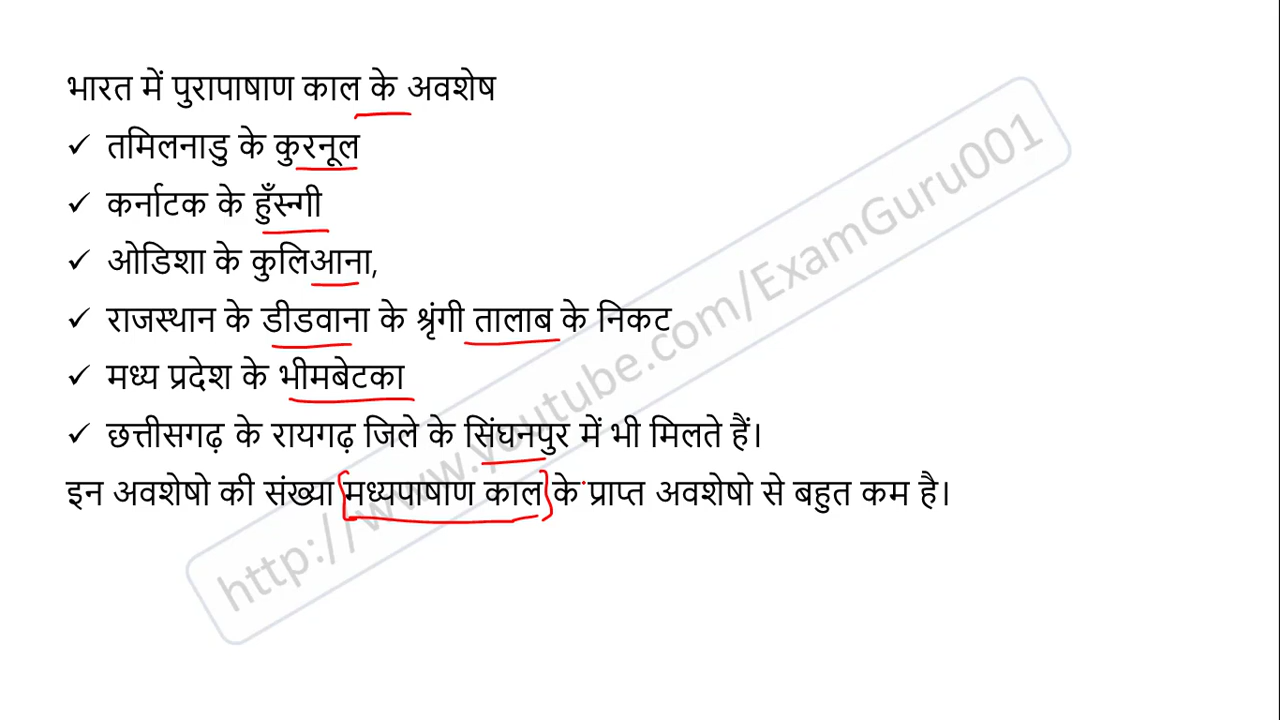 भारत में पुरापाषाण काल के अवशेष
✓ तमिलनाडु के कुरनूल
✓ कर्नाटक के हुँस्न्गी
✓ ओडिशा के कुलिआना,
✓ राजस्थान के डीडवाना के श्रृंगी तालाब के निकट
✓ मध्य प्रदेश के भीमबेटका
✓ छत्तीसगढ़ के रायगढ़ जिले के सिंघनपुर में भी मिलते हैं।
इन अवशेषो की संख्या मध्यपाषाण काल के प्राप्त अवशेषो से बहुत कम है।
http://www.youtube.com/ExamGuru001